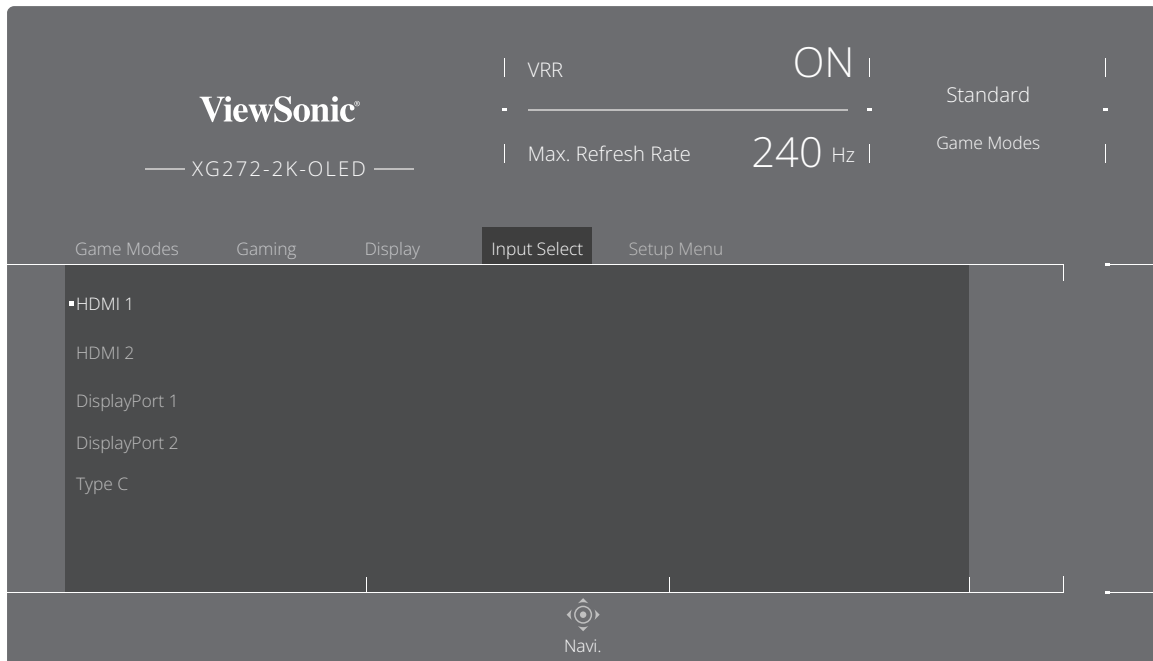 ViewSonic®
XG272-2K-OLED
VRR ON
Max. Refresh Rate 240 Hz
Standard
Game Modes
Game Modes Gaming Display Input Select Setup Menu
HDMI 1
HDMI 2
DisplayPort 1
DisplayPort 2
Type C
Navi.